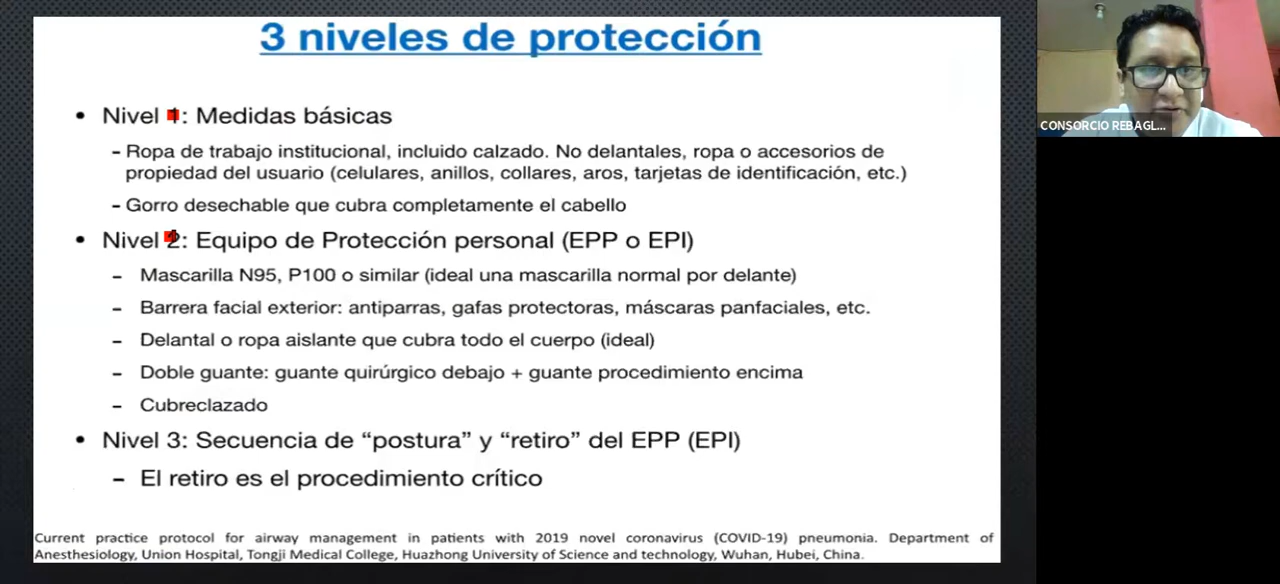 3 niveles de protección
• Nivel 1: Medidas básicas
- Ropa de trabajo institucional, incluido calzado. No delantales, ropa o accesorios de
propiedad del usuario (celulares, anillos, collares, aros, tarjetas de identificación, etc.)
- Gorro desechable que cubra completamente el cabello
• Nivel 2: Equipo de Protección personal (EPP o EPI)
- Mascarilla N95, P100 o similar (ideal una mascarilla normal por delante)
- Barrera facial exterior: antiparras, gafas protectoras, máscaras panfaciales, etc.
- Delantal o ropa aislante que cubra todo el cuerpo (ideal)
- Doble guante: guante quirúrgico debajo + guante procedimiento encima
- Cubreclazado
• Nivel 3: Secuencia de “postura” y “retiro” del EPP (EPI)
- El retiro es el procedimiento crítico
Current practice protocol for airway management in patients with 2019 novel coronavirus (COVID-19) pneumonia. Department of
Anesthesiology, Union Hospital, Tongji Medical College, Huazhong University of Science and technology, Wuhan, Hubei, China.
CONSORCIO REBAGL...